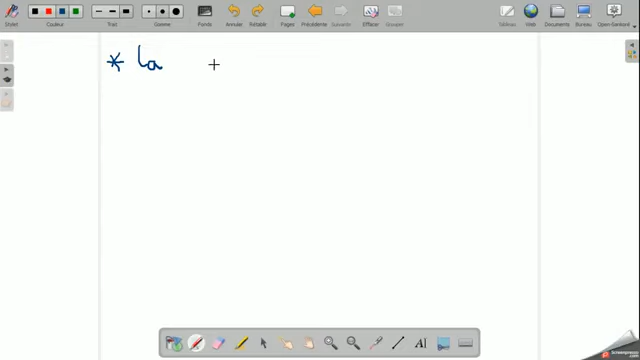 Stylet Couleur Trait Gomme Fonds Annuler Rétablir Pages Précédente Suivante Effacer Grouper Tableau Web Documents Bureau Open-Sankoré
* la